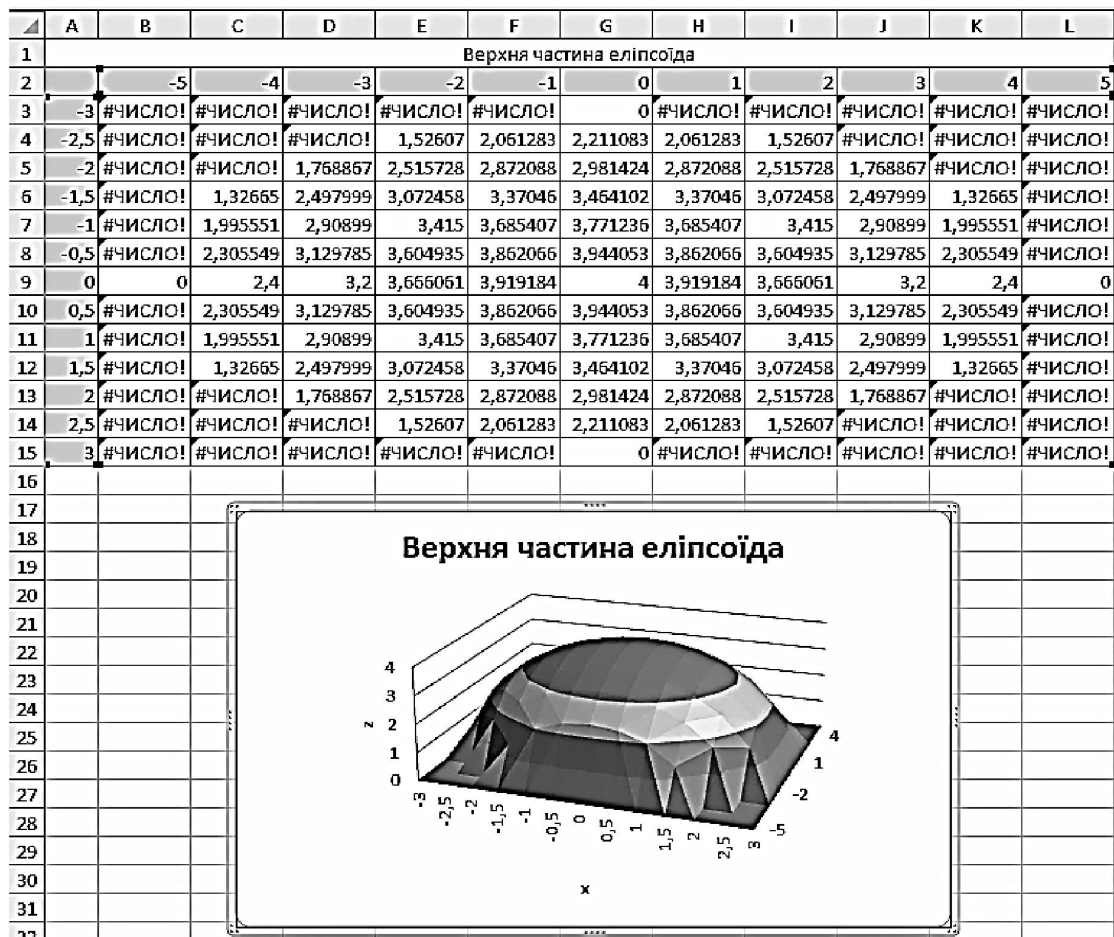 A B C D E F G H I J K L
1 Верхня частина еліпсоїда
2 -5 -4 -3 -2 -1 0 1 2 3 4 5
3 -3 #ЧИСЛО! #ЧИСЛО! #ЧИСЛО! #ЧИСЛО! #ЧИСЛО! 0 #ЧИСЛО! #ЧИСЛО! #ЧИСЛО! #ЧИСЛО! #ЧИСЛО!
4 -2,5 #ЧИСЛО! #ЧИСЛО! #ЧИСЛО! 1,52607 2,061283 2,211083 2,061283 1,52607 #ЧИСЛО! #ЧИСЛО! #ЧИСЛО!
5 -2 #ЧИСЛО! #ЧИСЛО! 1,768867 2,515728 2,872088 2,981424 2,872088 2,515728 1,768867 #ЧИСЛО! #ЧИСЛО!
6 -1,5 #ЧИСЛО! 1,32665 2,497999 3,072458 3,37046 3,464102 3,37046 3,072458 2,497999 1,32665 #ЧИСЛО!
7 -1 #ЧИСЛО! 1,995551 2,90899 3,415 3,685407 3,771236 3,685407 3,415 2,90899 1,995551 #ЧИСЛО!
8 -0,5 #ЧИСЛО! 2,305549 3,129785 3,604935 3,862066 3,944053 3,862066 3,604935 3,129785 2,305549 #ЧИСЛО!
9 0 0 2,4 3,2 3,666061 3,919184 4 3,919184 3,666061 3,2 2,4 0
10 0,5 #ЧИСЛО! 2,305549 3,129785 3,604935 3,862066 3,944053 3,862066 3,604935 3,129785 2,305549 #ЧИСЛО!
11 1 #ЧИСЛО! 1,995551 2,90899 3,415 3,685407 3,771236 3,685407 3,415 2,90899 1,995551 #ЧИСЛО!
12 1,5 #ЧИСЛО! 1,32665 2,497999 3,072458 3,37046 3,464102 3,37046 3,072458 2,497999 1,32665 #ЧИСЛО!
13 2 #ЧИСЛО! #ЧИСЛО! 1,768867 2,515728 2,872088 2,981424 2,872088 2,515728 1,768867 #ЧИСЛО! #ЧИСЛО!
14 2,5 #ЧИСЛО! #ЧИСЛО! #ЧИСЛО! 1,52607 2,061283 2,211083 2,061283 1,52607 #ЧИСЛО! #ЧИСЛО! #ЧИСЛО!
15 3 #ЧИСЛО! #ЧИСЛО! #ЧИСЛО! #ЧИСЛО! #ЧИСЛО! 0 #ЧИСЛО! #ЧИСЛО! #ЧИСЛО! #ЧИСЛО! #ЧИСЛО!
16
17
18
19
20
21
22
23
24
25
26
27
28
29
30
31
Верхня частина еліпсоїда
4
3
2
1
0
z
-3 -2,5 -2 -1,5 -1 -0,5 0 0,5 1 1,5 2 2,5 3
4
1
-2
-5
x